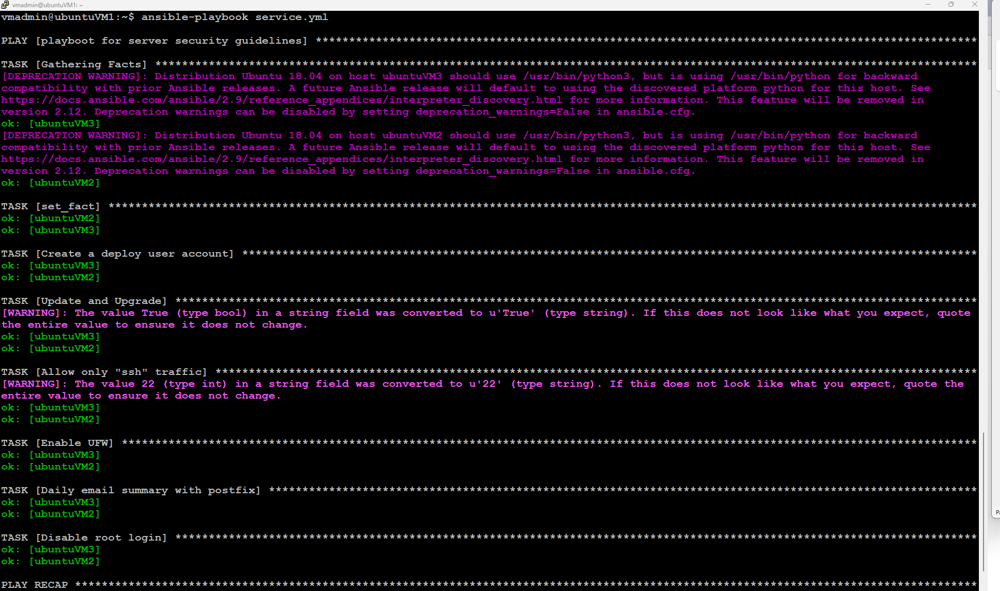 vmadmin@ubuntuVM1: ~
vmadmin@ubuntuVM1:~$ ansible-playbook service.yml
PLAY [playboot for server security guidelines] ***************************************************************************************************
TASK [Gathering Facts] ***************************************************************************************************************************
[DEPRECATION WARNING]: Distribution Ubuntu 18.04 on host ubuntuVM3 should use /usr/bin/python3, but is using /usr/bin/python for backward
compatibility with prior Ansible releases. A future Ansible release will default to using the discovered platform python for this host. See
https://docs.ansible.com/ansible/2.9/reference_appendices/interpreter_discovery.html for more information. This feature will be removed in
version 2.12. Deprecation warnings can be disabled by setting deprecation_warnings=False in ansible.cfg.
ok: [ubuntuVM3]
[DEPRECATION WARNING]: Distribution Ubuntu 18.04 on host ubuntuVM2 should use /usr/bin/python3, but is using /usr/bin/python for backward
compatibility with prior Ansible releases. A future Ansible release will default to using the discovered platform python for this host. See
https://docs.ansible.com/ansible/2.9/reference_appendices/interpreter_discovery.html for more information. This feature will be removed in
version 2.12. Deprecation warnings can be disabled by setting deprecation_warnings=False in ansible.cfg.
ok: [ubuntuVM2]
TASK [set_fact] **********************************************************************************************************************************
ok: [ubuntuVM2]
ok: [ubuntuVM3]
TASK [Create a deploy user account] **************************************************************************************************************
ok: [ubuntuVM3]
ok: [ubuntuVM2]
TASK [Update and Upgrade] ************************************************************************************************************************
[WARNING]: The value True (type bool) in a string field was converted to u'True' (type string). If this does not look like what you expect, quote
the entire value to ensure it does not change.
ok: [ubuntuVM3]
ok: [ubuntuVM2]
TASK [Allow only "ssh" traffic] ******************************************************************************************************************
[WARNING]: The value 22 (type int) in a string field was converted to u'22' (type string). If this does not look like what you expect, quote the
entire value to ensure it does not change.
ok: [ubuntuVM3]
ok: [ubuntuVM2]
TASK [Enable UFW] ********************************************************************************************************************************
ok: [ubuntuVM3]
ok: [ubuntuVM2]
TASK [Daily email summary with postfix] **********************************************************************************************************
ok: [ubuntuVM3]
ok: [ubuntuVM2]
TASK [Disable root login] ************************************************************************************************************************
ok: [ubuntuVM3]
ok: [ubuntuVM2]
PLAY RECAP ***************************************************************************************************************************************